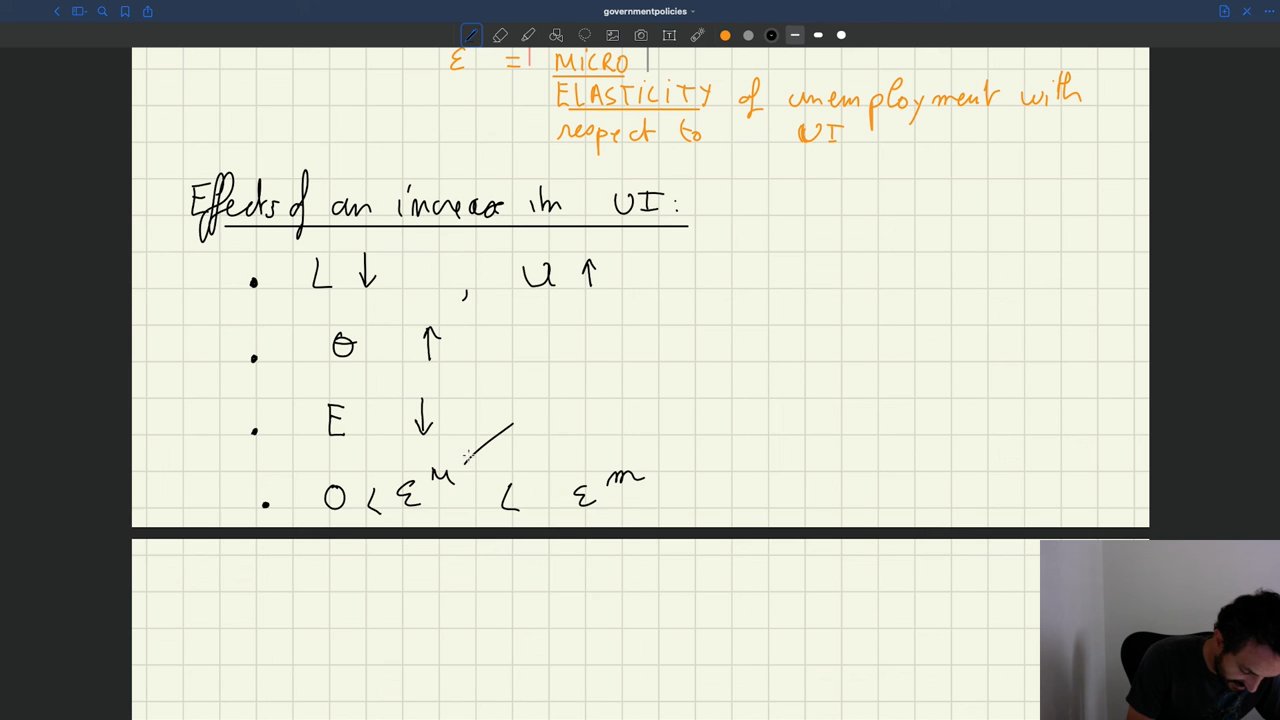 governmentpolicies
T
ε = MICRO
ELASTICITY of unemployment with
respect to UI
Effects of an increase in UI:
• L ↓ , U ↑
• θ ↑
• E ↓
• 0 < ε^M < ε^m